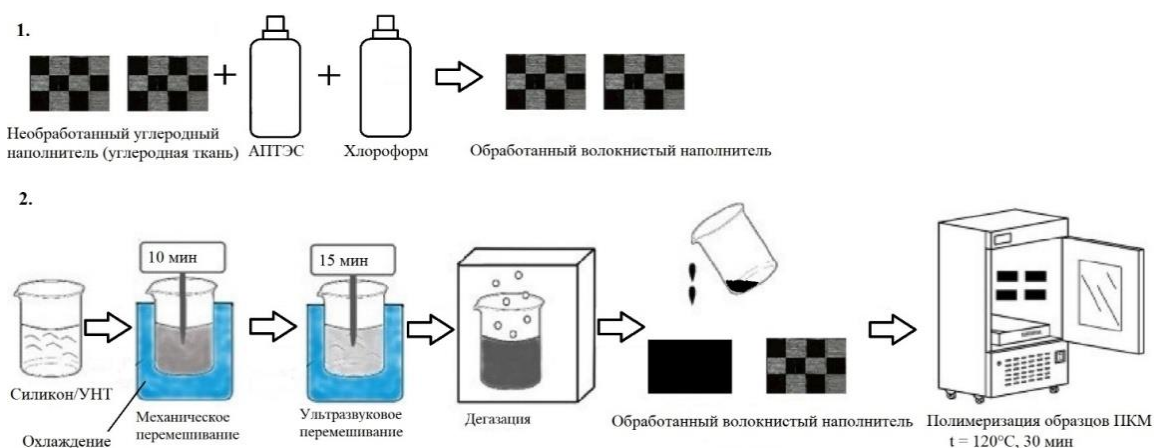 1.
Необработанный углеродный
наполнитель (углеродная ткань)
АПТЭС
Хлороформ
Обработанный волокнистый наполнитель
2.
10 мин
15 мин
Силикон/УНТ
Охлаждение
Механическое
перемешивание
Ультразвуковое
перемешивание
Дегазация
Обработанный волокнистый наполнитель
Полимеризация образцов ПКМ
t = 120°C, 30 мин